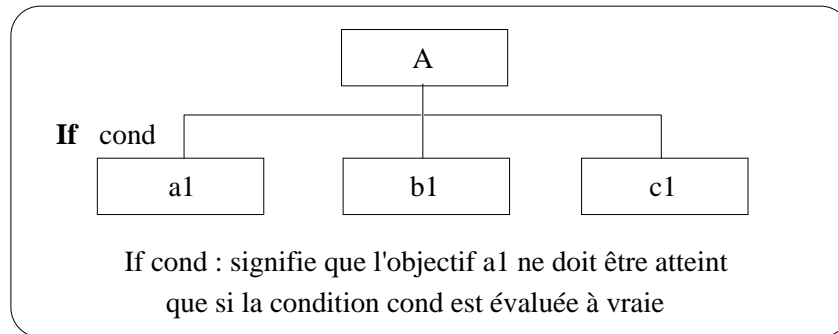 A
If cond
a1 b1 c1
If cond : signifie que l'objectif a1 ne doit être atteint
que si la condition cond est évaluée à vraie